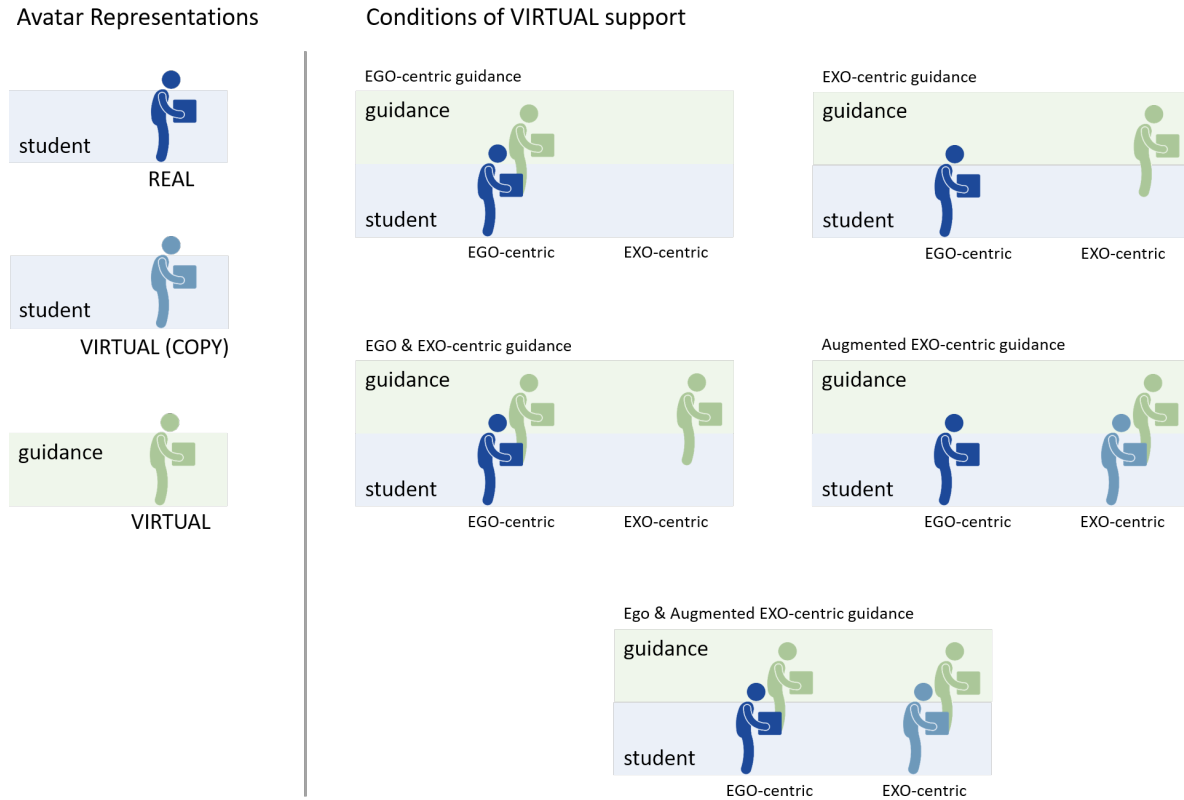 Avatar Representations
student
REAL
student
VIRTUAL (COPY)
guidance
VIRTUAL
Conditions of VIRTUAL support
EGO-centric guidance
guidance
student
EGO-centric EXO-centric
EXO-centric guidance
guidance
student
EGO-centric EXO-centric
EGO & EXO-centric guidance
guidance
student
EGO-centric EXO-centric
Augmented EXO-centric guidance
guidance
student
EGO-centric EXO-centric
Ego & Augmented EXO-centric guidance
guidance
student
EGO-centric EXO-centric